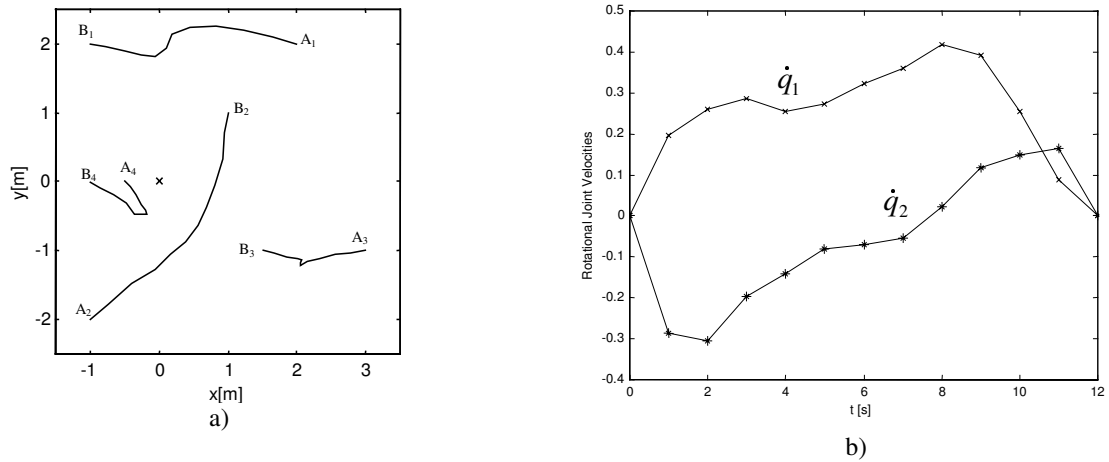 B1
A1
B2
B4
A4
B3
A3
A2
2
1
0
-1
-2
y[m]
-1 0 1 2 3
x[m]
a)
0.5
0.4
0.3
0.2
0.1
0
-0.1
-0.2
-0.3
-0.4
Rotational Joint Velocities
q̇1
q̇2
0 2 4 6 8 10 12
t [s]
b)